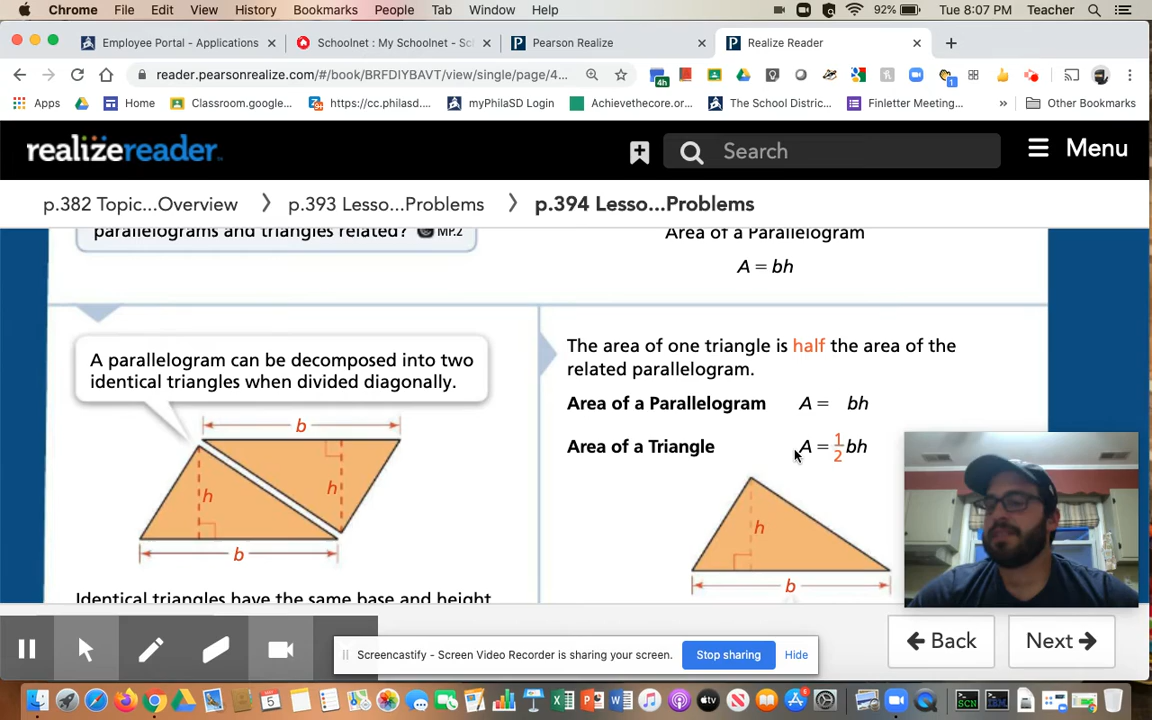 Chrome File Edit View History Bookmarks People Tab Window Help 92% Tue 8:07 PM Teacher
Employee Portal - Applications × Schoolnet : My Schoolnet - Sc × Pearson Realize × Realize Reader × +
reader.pearsonrealize.com/#/book/BRFDIYBAVT/view/single/page/4...
Apps Home Classroom.google... https://cc.philasd.... myPhilaSD Login Achievethecore.or... The School Distric... Finletter Meeting... » Other Bookmarks
realizereader Search Menu
p.382 Topic...Overview > p.393 Lesso...Problems > p.394 Lesso...Problems
parallelograms and triangles related? MP.2
Area of a Parallelogram
A = bh
A parallelogram can be decomposed into two
identical triangles when divided diagonally.
b
h
h
b
Identical triangles have the same base and height
The area of one triangle is half the area of the
related parallelogram.
Area of a Parallelogram A = bh
Area of a Triangle A = 1/2 bh
h
b
Screencastify - Screen Video Recorder is sharing your screen. Stop sharing Hide
Back Next